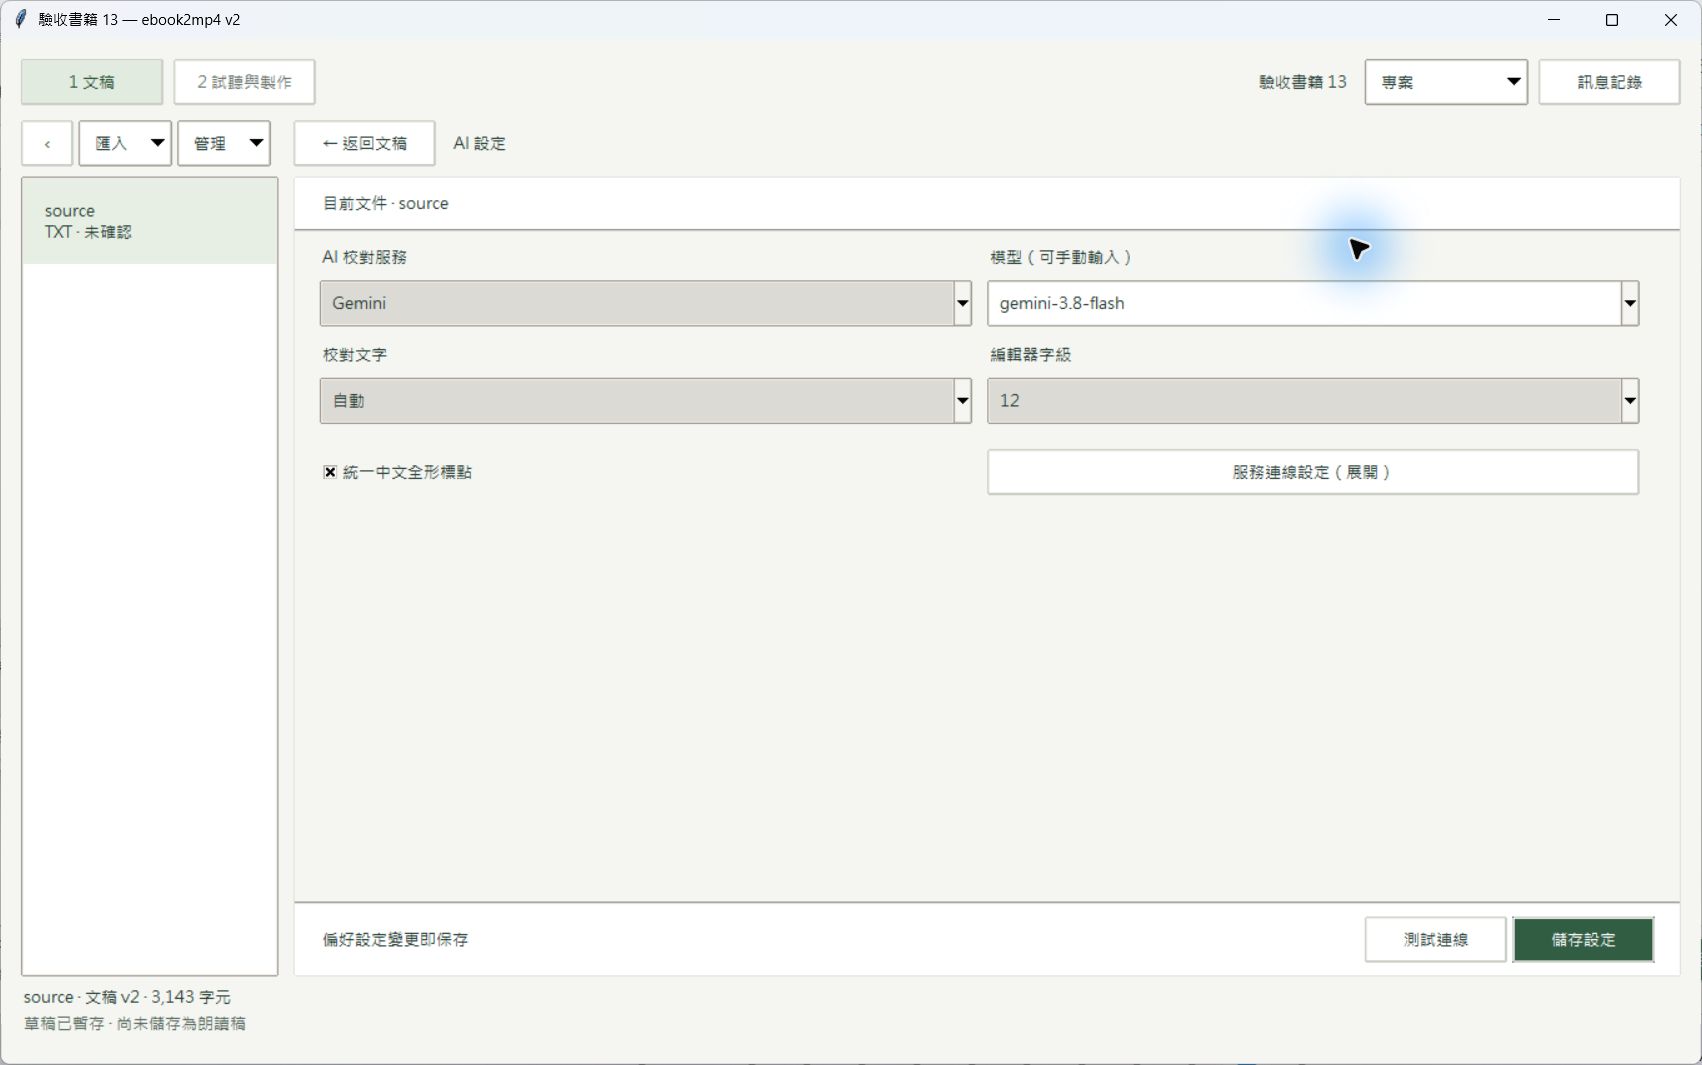 驗收書籍 13 — ebook2mp4 v2
1 文稿
2 試聽與製作
驗收書籍 13
專案
訊息記錄
‹
匯入
管理
← 返回文稿
AI 設定
source
TXT · 未確認
目前文件 · source
AI 校對服務
模型（可手動輸入）
Gemini
gemini-3.8-flash
校對文字
編輯器字級
自動
12
統一中文全形標點
服務連線設定（展開）
偏好設定變更即保存
測試連線
儲存設定
source · 文稿 v2 · 3,143 字元
草稿已暫存 · 尚未儲存為朗讀稿